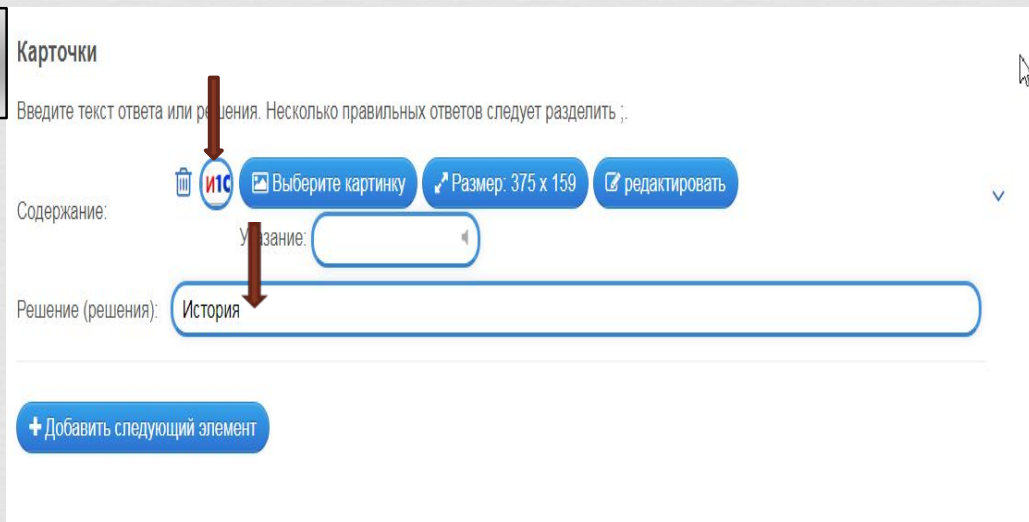 Карточки
Введите текст ответа или решения. Несколько правильных ответов следует разделить ;.
И1С Выберите картинку Размер: 375 x 159 редактировать
Содержание:
Указание:
Решение (решения): История
Добавить следующий элемент